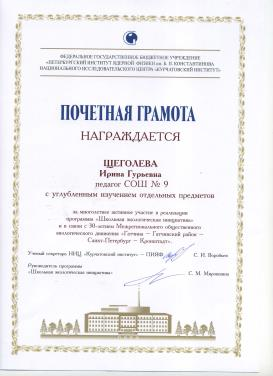 ФЕДЕРАЛЬНОЕ ГОСУДАРСТВЕННОЕ БЮДЖЕТНОЕ УЧРЕЖДЕНИЕ
«ПЕТЕРБУРГСКИЙ ИНСТИТУТ ЯДЕРНОЙ ФИЗИКИ им. Б. П. КОНСТАНТИНОВА
НАЦИОНАЛЬНОГО ИССЛЕДОВАТЕЛЬСКОГО ЦЕНТРА «КУРЧАТОВСКИЙ ИНСТИТУТ»
ПОЧЕТНАЯ ГРАМОТА
НАГРАЖДАЕТСЯ
ЩЕГОЛЕВА
Ирина Гурьевна
педагог СОШ № 9
с углубленным изучением отдельных предметов
за многолетнее активное участие в реализации
программы «Школьная экологическая инициатива»
и в связи с 30-летием Межрегионального общественного
экологического движения «Гатчина – Гатчинский район –
Санкт-Петербург – Кронштадт».
Ученый секретарь НИЦ «Курчатовский институт» – ПИЯФ С. И. Воробьев
Руководитель программы
«Школьная экологическая инициатива» С. М. Мирошкина